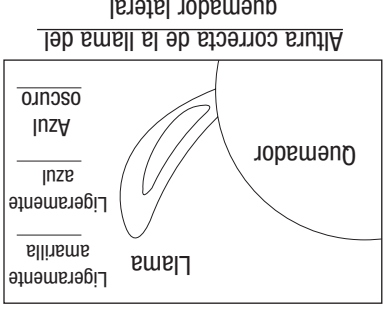 Llama
Ligeramente
amarilla
Ligeramente
azul
Azul
oscuro
Quemador
Altura correcta de la llama del
quemador lateral